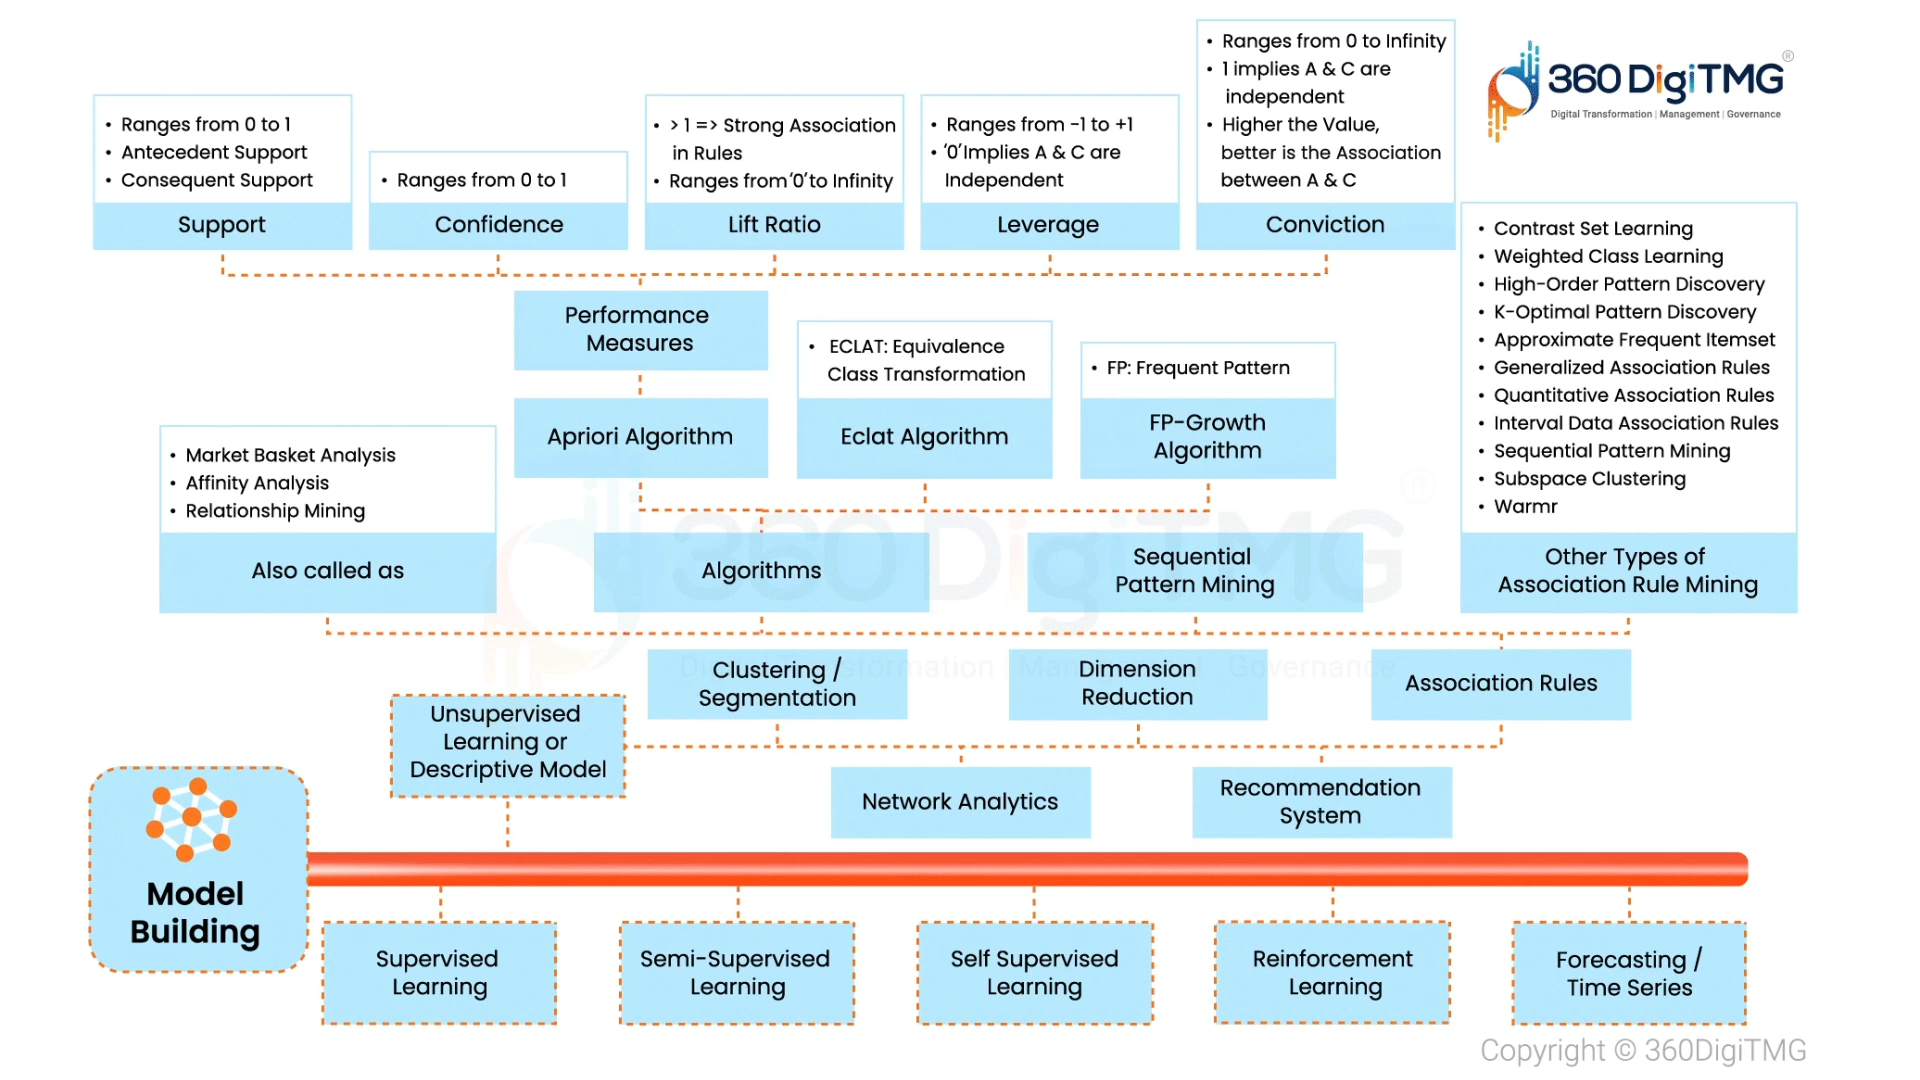 • Ranges from 0 to Infinity
• 1 implies A & C are
independent
• Higher the Value,
better is the Association
between A & C
Conviction
360 DigiTMG®
Digital Transformation | Management | Governance
• Ranges from 0 to 1
• Antecedent Support
• Consequent Support
Support
• Ranges from 0 to 1
Confidence
• > 1 => Strong Association
in Rules
• Ranges from ‘0’ to Infinity
Lift Ratio
• Ranges from -1 to +1
• ‘0’ Implies A & C are
Independent
Leverage
• Contrast Set Learning
• Weighted Class Learning
• High-Order Pattern Discovery
• K-Optimal Pattern Discovery
• Approximate Frequent Itemset
• Generalized Association Rules
• Quantitative Association Rules
• Interval Data Association Rules
• Sequential Pattern Mining
• Subspace Clustering
• Warmr
Other Types of
Association Rule Mining
Performance
Measures
• ECLAT: Equivalence
Class Transformation
• FP: Frequent Pattern
Apriori Algorithm
Eclat Algorithm
FP-Growth
Algorithm
• Market Basket Analysis
• Affinity Analysis
• Relationship Mining
Also called as
Algorithms
Sequential
Pattern Mining
360 DigiTMG®
Digital Transformation | Management | Governance
Clustering /
Segmentation
Dimension
Reduction
Association Rules
Unsupervised
Learning or
Descriptive Model
Network Analytics
Recommendation
System
Model
Building
Supervised
Learning
Semi-Supervised
Learning
Self Supervised
Learning
Reinforcement
Learning
Forecasting /
Time Series
Copyright © 360DigiTMG